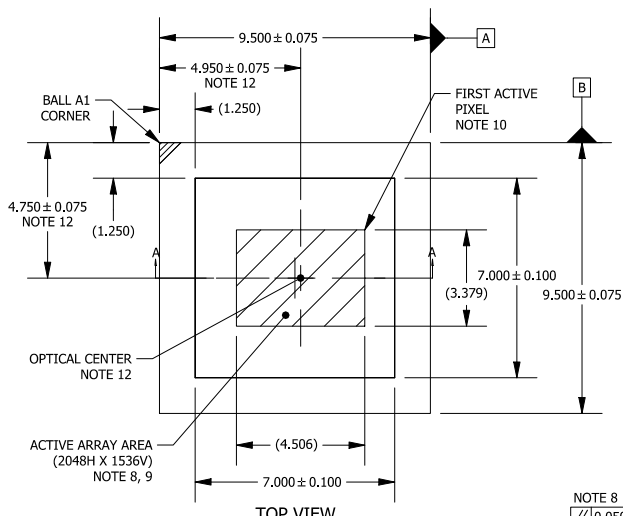 9.500 ± 0.075
A
4.950 ± 0.075
NOTE 12
B
BALL A1
CORNER
(1.250)
FIRST ACTIVE
PIXEL
NOTE 10
4.750 ± 0.075
NOTE 12
(1.250)
A
A
(3.379)
7.000 ± 0.100
9.500 ± 0.075
OPTICAL CENTER
NOTE 12
ACTIVE ARRAY AREA
(2048H X 1536V)
NOTE 8, 9
(4.506)
7.000 ± 0.100
NOTE 8